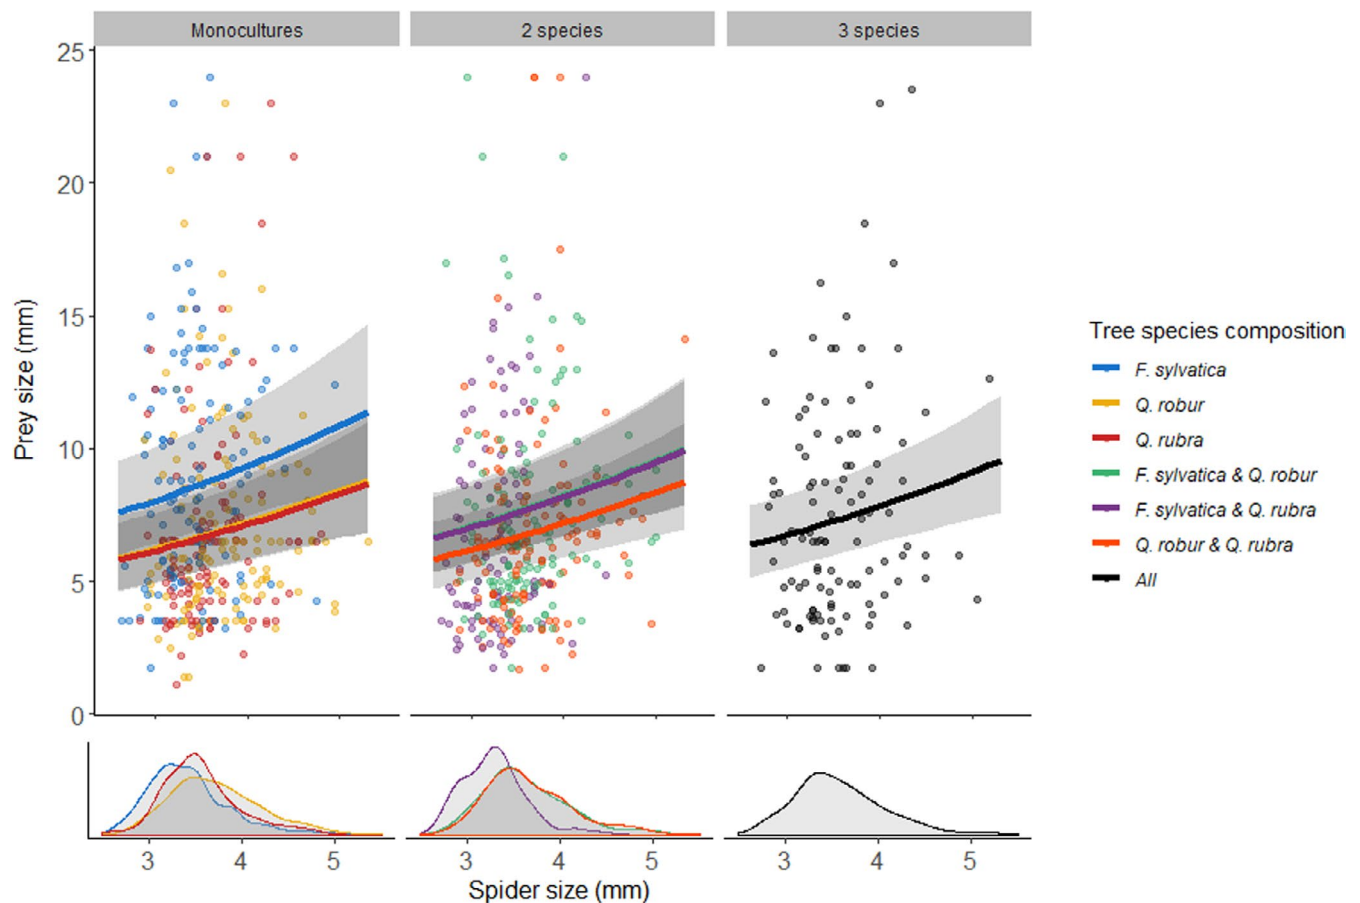 Monocultures
2 species
3 species
25
20
15
10
5
0
Prey size (mm)
3 4 5
3 4 5
3 4 5
Spider size (mm)
Tree species composition
F. sylvatica
Q. robur
Q. rubra
F. sylvatica & Q. robur
F. sylvatica & Q. rubra
Q. robur & Q. rubra
All